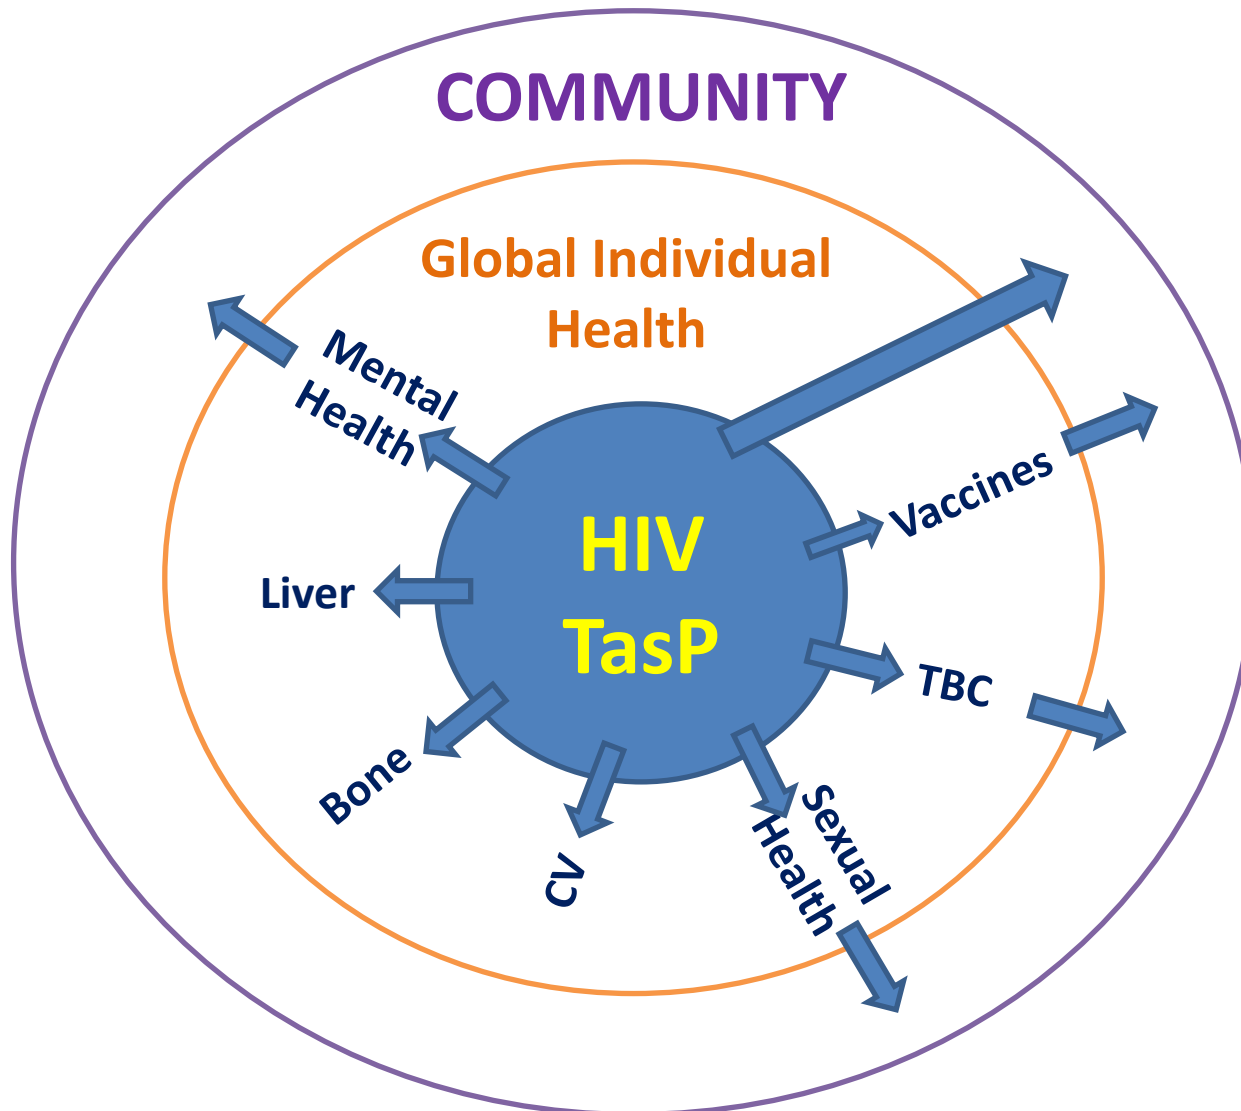 COMMUNITY
Global Individual
Health
Mental
Health
Vaccines
HIV
TasP
Liver
TBC
Bone
CV
Sexual
Health